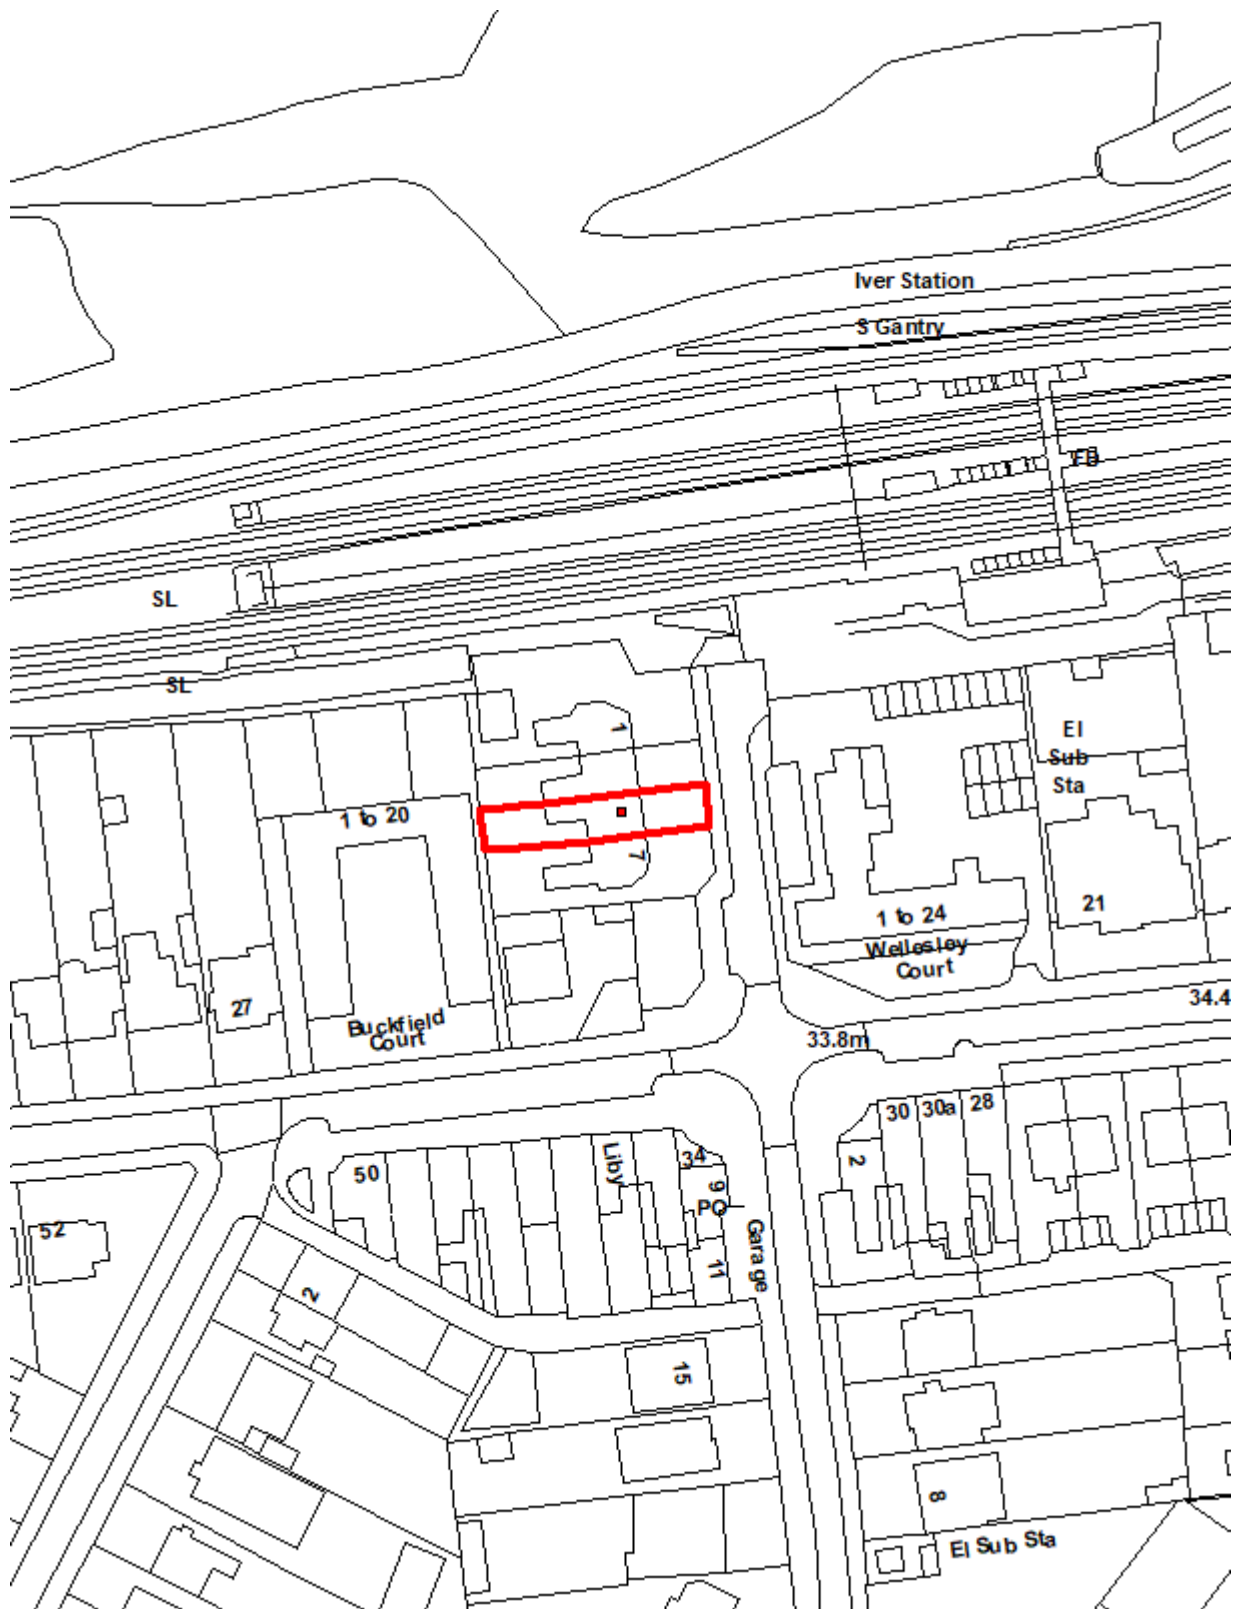 Iver Station
S Gantry
FB
SL
SL
1
El
Sub
Sta
1 to 20
7
21
1 to 24
Wellesley
Court
27
Buckfield
Court
34.4
33.8m
30
30a
28
50
Liby
34
2
9
PO
52
Garage
11
2
15
8
El Sub Sta